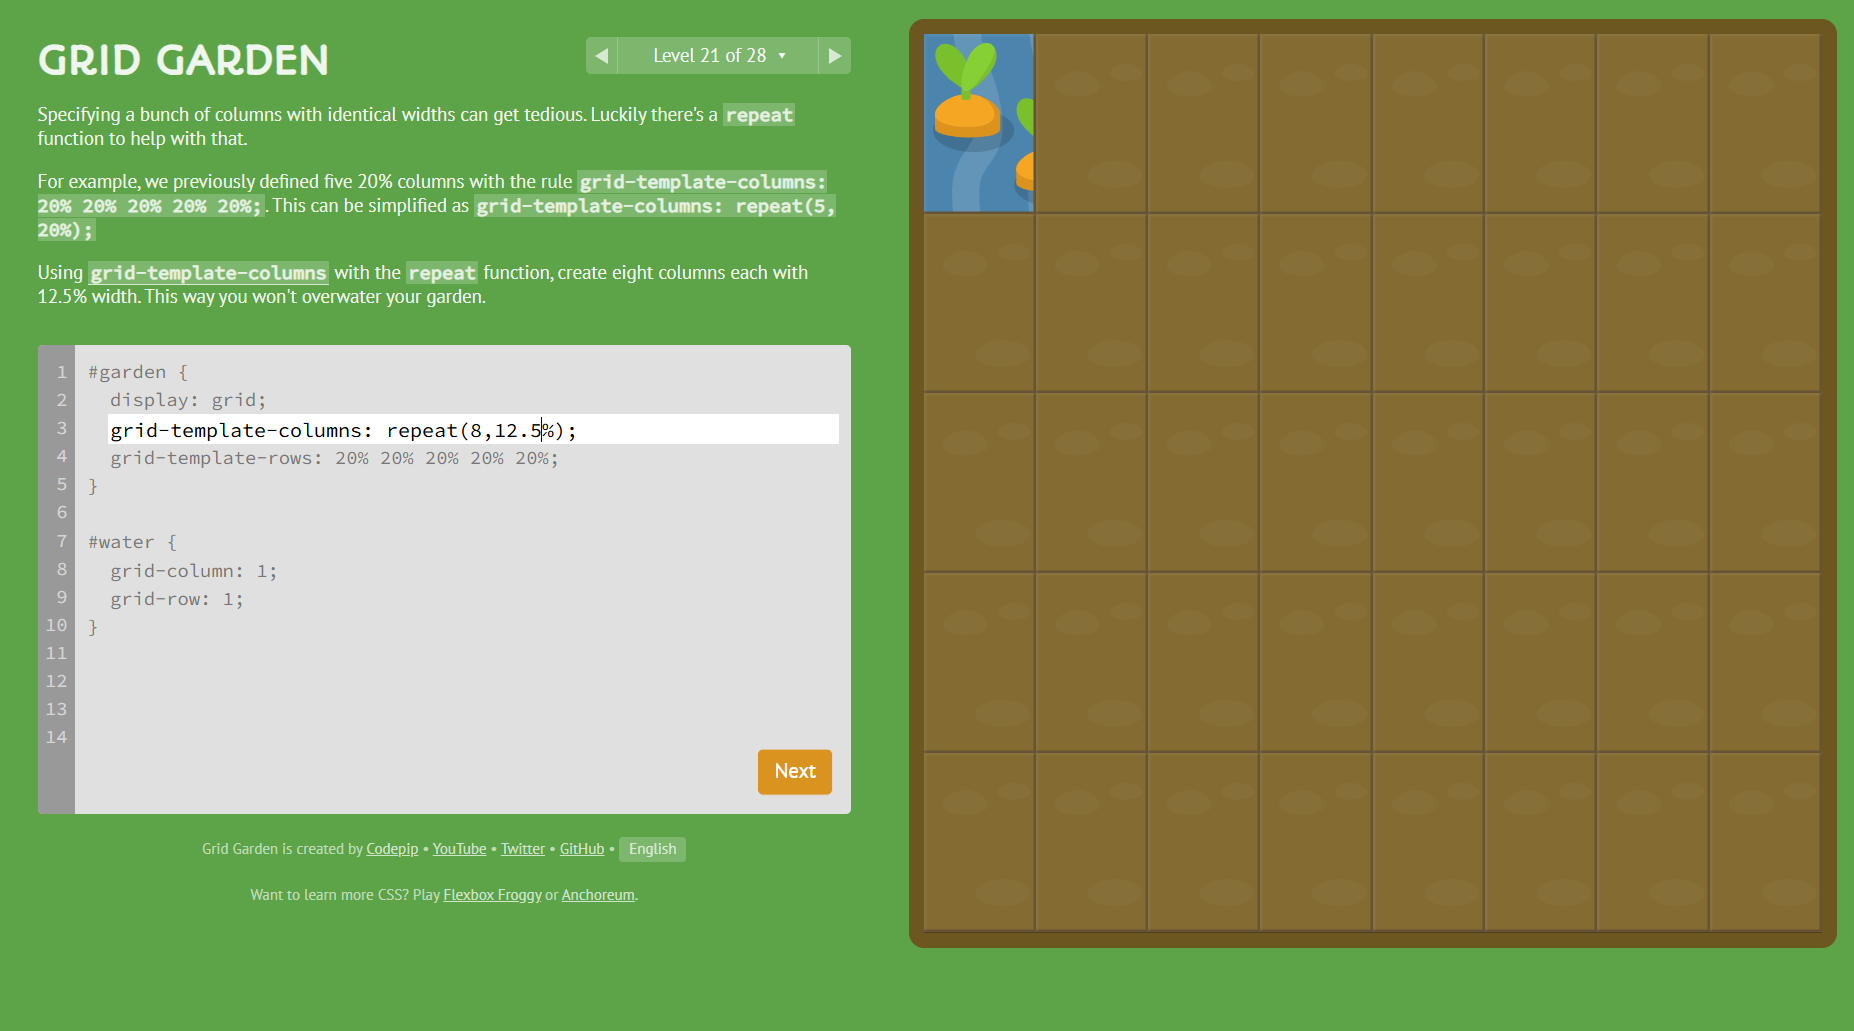 GRID GARDEN
◀ Level 21 of 28 ▾ ▶
Specifying a bunch of columns with identical widths can get tedious. Luckily there's a repeat
function to help with that.
For example, we previously defined five 20% columns with the rule grid-template-columns:
20% 20% 20% 20% 20%;. This can be simplified as grid-template-columns: repeat(5,
20%);
Using grid-template-columns with the repeat function, create eight columns each with
12.5% width. This way you won't overwater your garden.
1 #garden {
2 display: grid;
3 grid-template-columns: repeat(8,12.5%);
4 grid-template-rows: 20% 20% 20% 20% 20%;
5 }
6
7 #water {
8 grid-column: 1;
9 grid-row: 1;
10 }
11
12
13
14
Next
Grid Garden is created by Codepip • YouTube • Twitter • GitHub • English
Want to learn more CSS? Play Flexbox Froggy or Anchoreum.